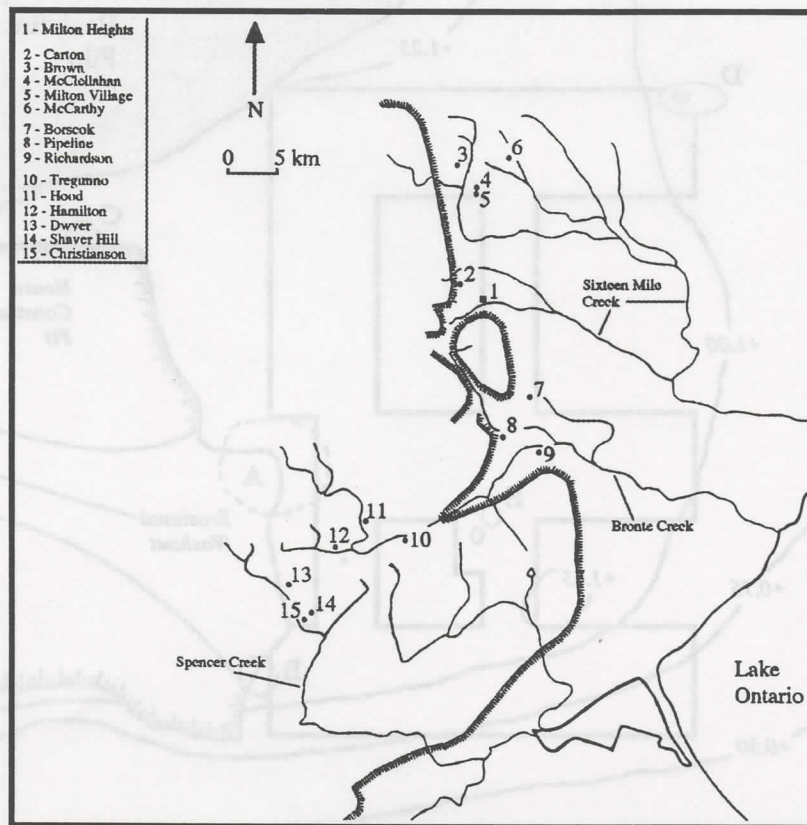 1 - Milton Heights
2 - Carton
3 - Brown
4 - McClellahan
5 - Milton Village
6 - McCarthy
7 - Borscok
8 - Pipeline
9 - Richardson
10 - Tregunno
11 - Hood
12 - Hamilton
13 - Dwyer
14 - Shaver Hill
15 - Christianson
N
0 5 km
3
6
4
5
2
1
Sixteen Mile
Creek
7
8
9
Bronte Creek
11
12
10
13
14
15
Spencer Creek
Lake
Ontario